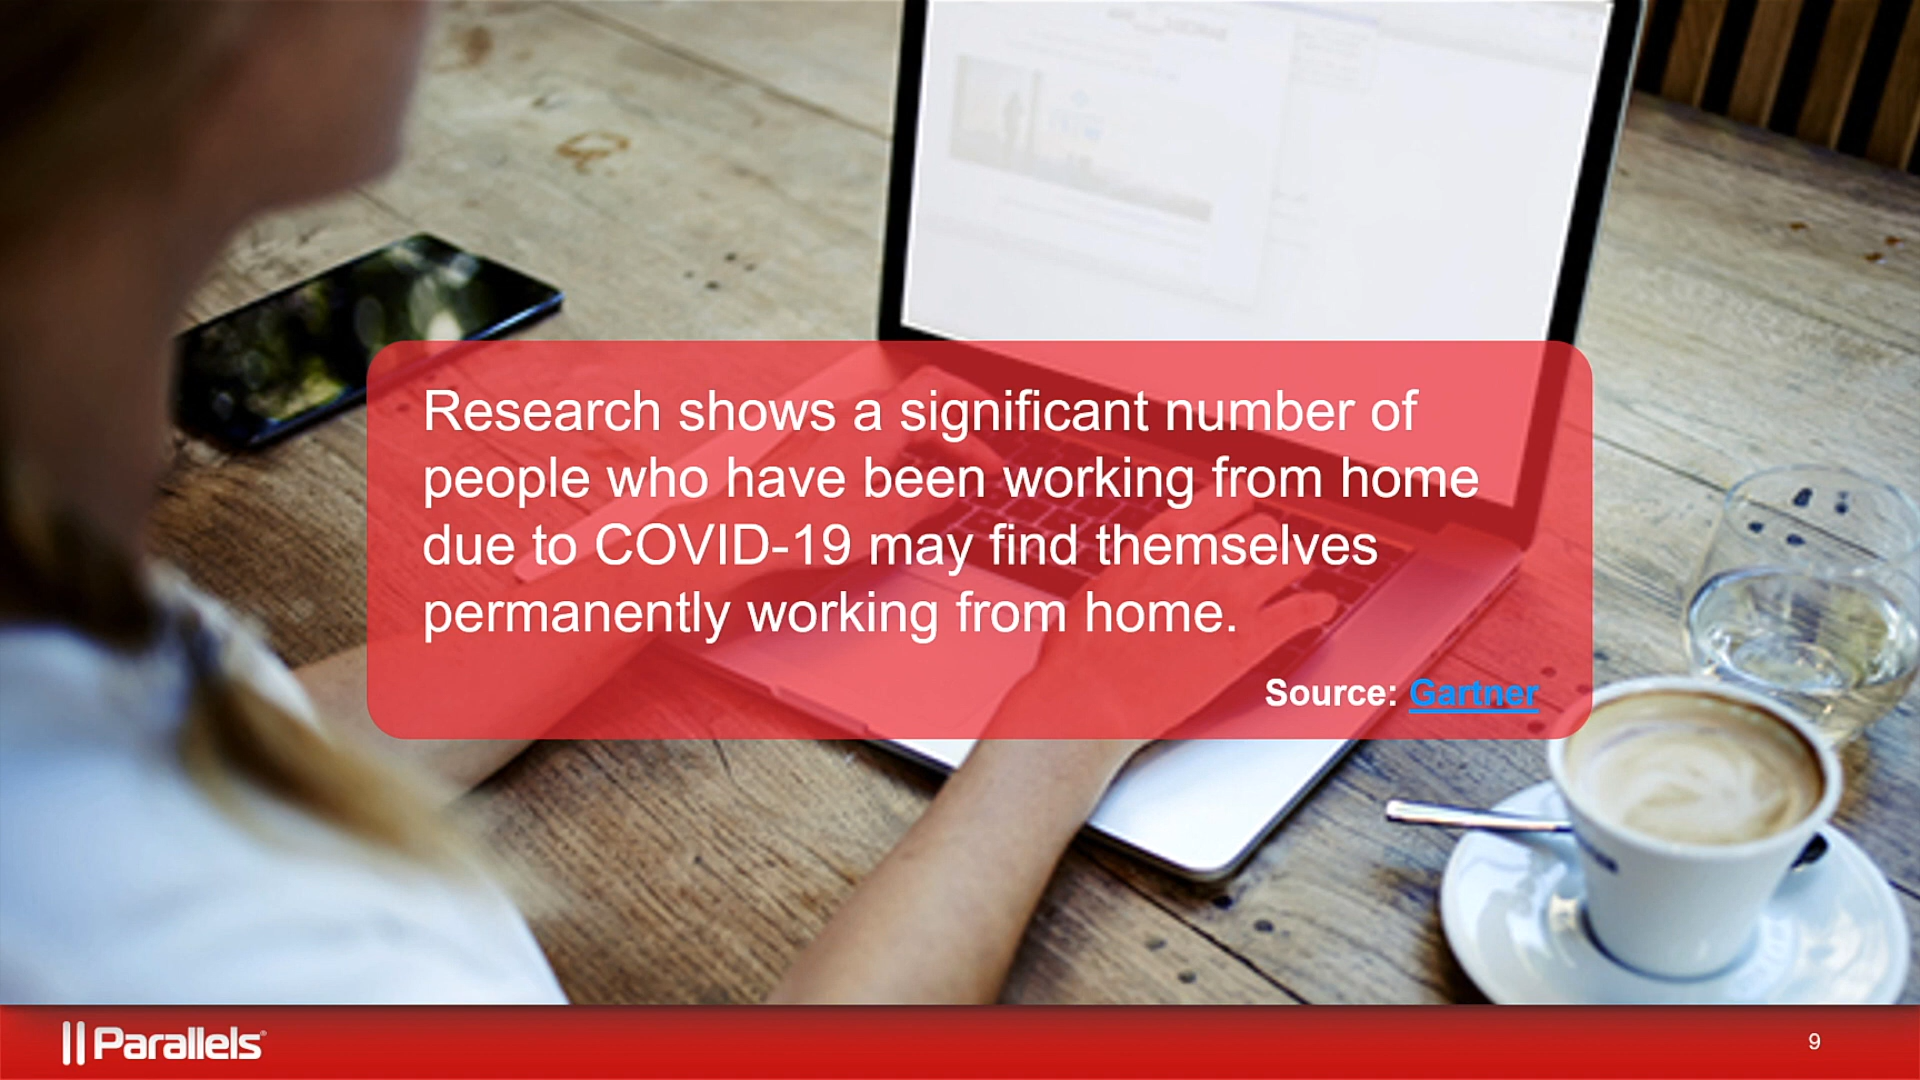 Research shows a significant number of
people who have been working from home
due to COVID-19 may find themselves
permanently working from home.
Source: Gartner
Parallels®
9